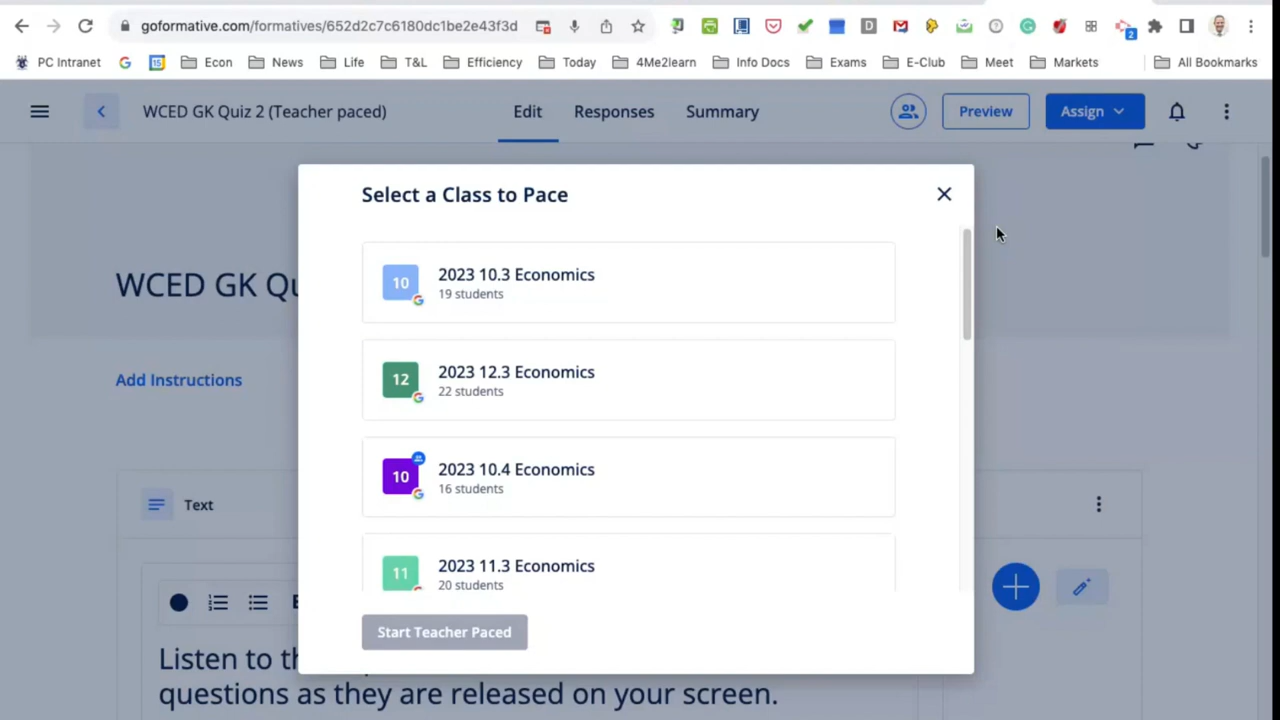 goformative.com/formatives/652d2c7c6180dc1be2e43f3d
2
PC Intranet
Econ
News
Life
T&L
Efficiency
Today
4Me2learn
Info Docs
Exams
E-Club
Meet
Markets
All Bookmarks
WCED GK Quiz 2 (Teacher paced)
Edit
Responses
Summary
Preview
Assign
Select a Class to Pace
WCED GK Qu
10
2023 10.3 Economics
19 students
Add Instructions
12
2023 12.3 Economics
22 students
10
2023 10.4 Economics
16 students
Text
11
2023 11.3 Economics
20 students
Start Teacher Paced
Listen to th
questions as they are released on your screen.